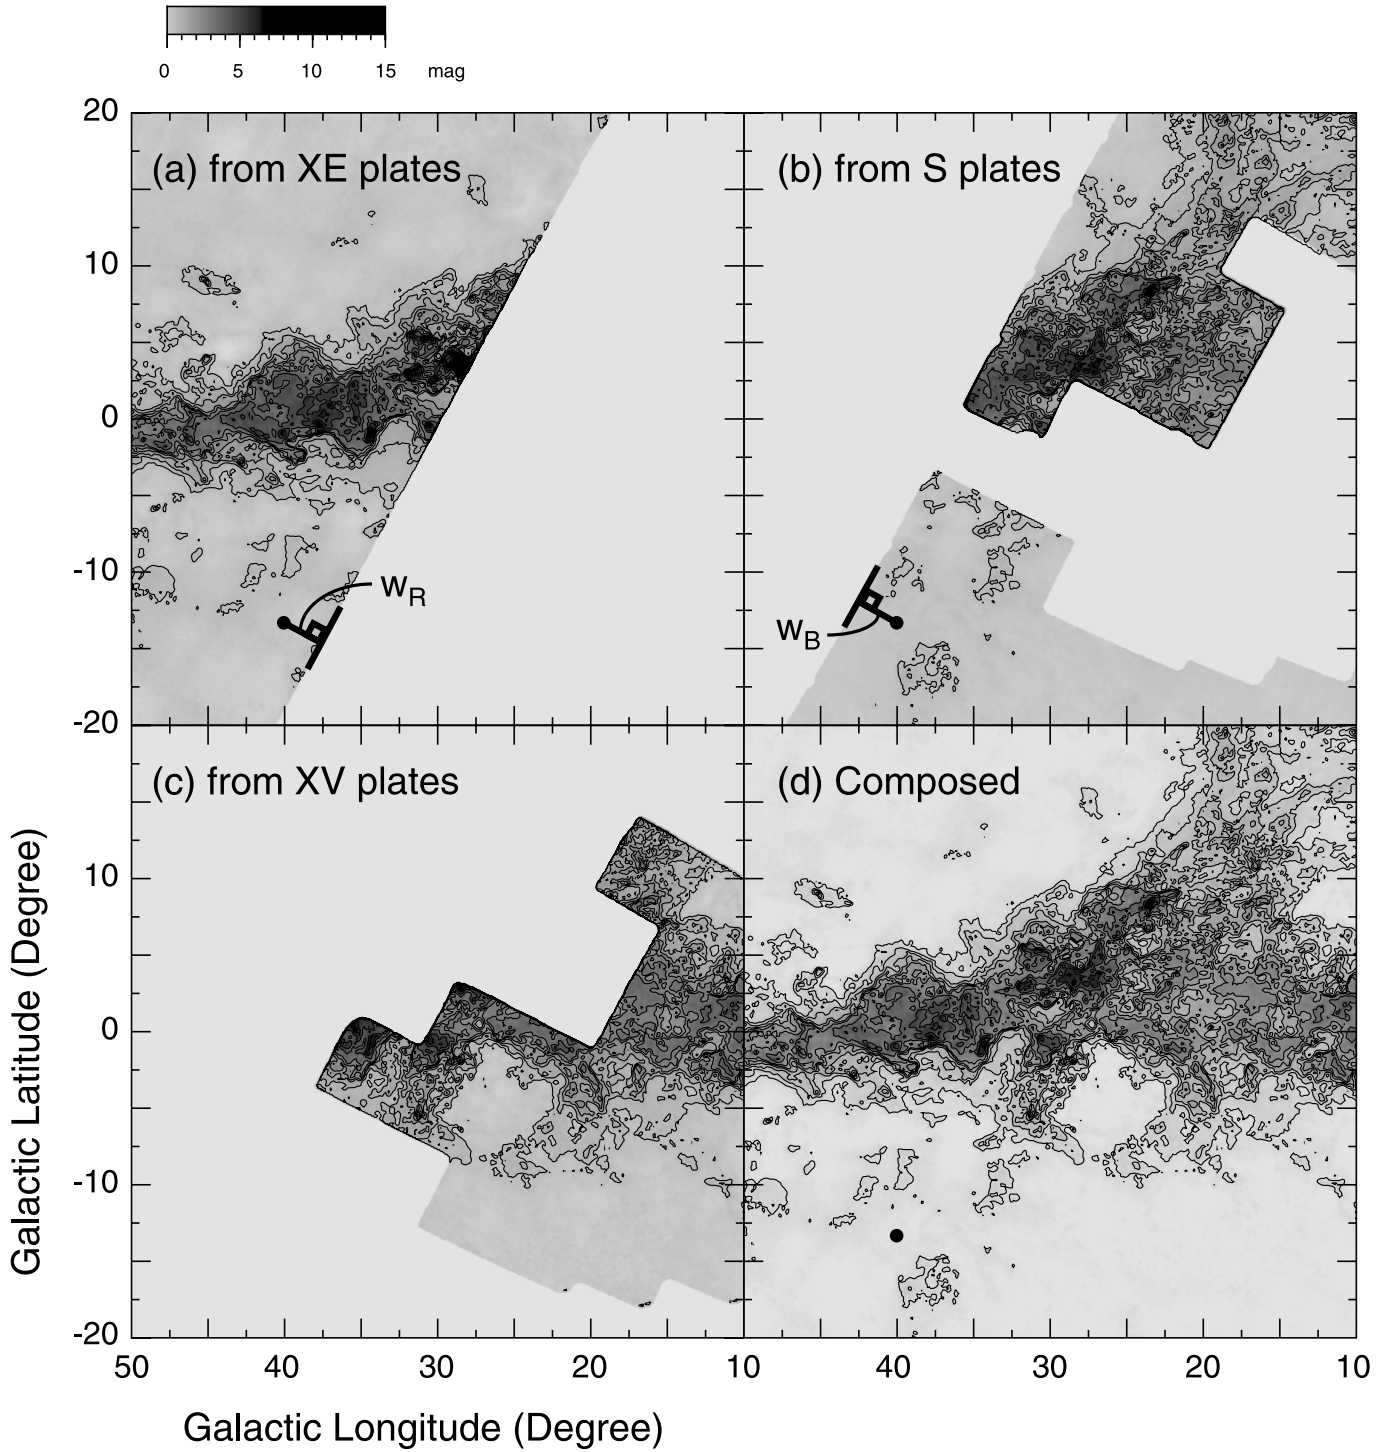 0 5 10 15 mag
20
(a) from XE plates (b) from S plates
10
0
-10
wR
wB
-20
(c) from XV plates (d) Composed
10
0
-10
-20
50 40 30 20 10 40 30 20 10
Galactic Latitude (Degree)
Galactic Longitude (Degree)